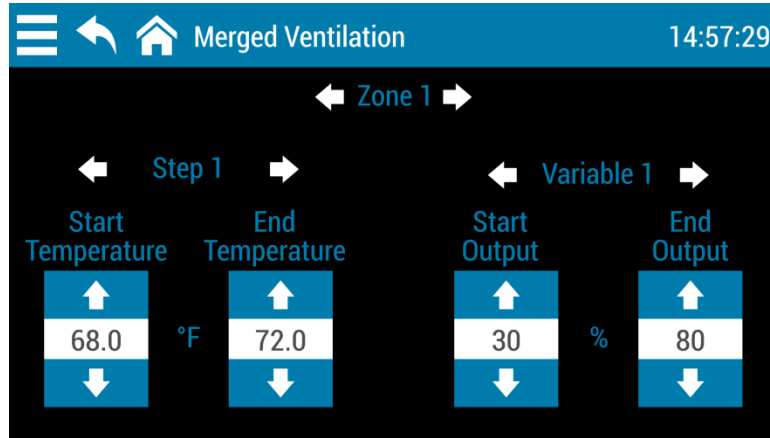 Merged Ventilation 14:57:29
Zone 1
Step 1 Variable 1
Start End Start End
Temperature Temperature Output Output
68.0 °F 72.0 30 % 80